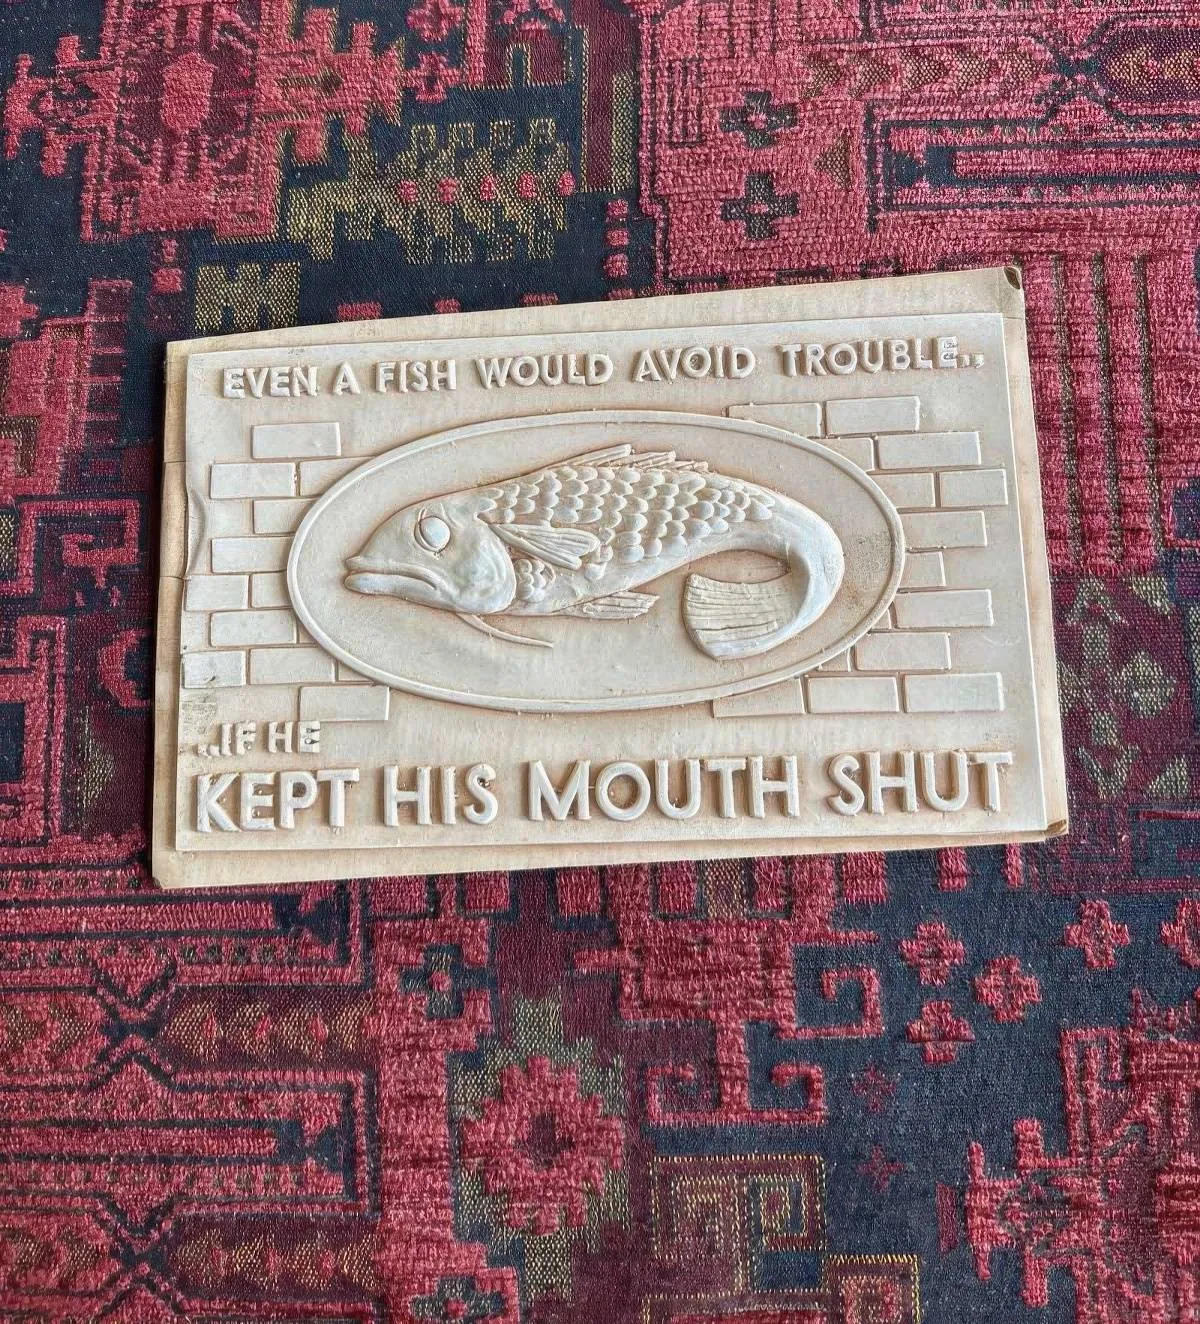 EVEN A FISH WOULD AVOID TROUBLE..
..IF HE
KEPT HIS MOUTH SHUT